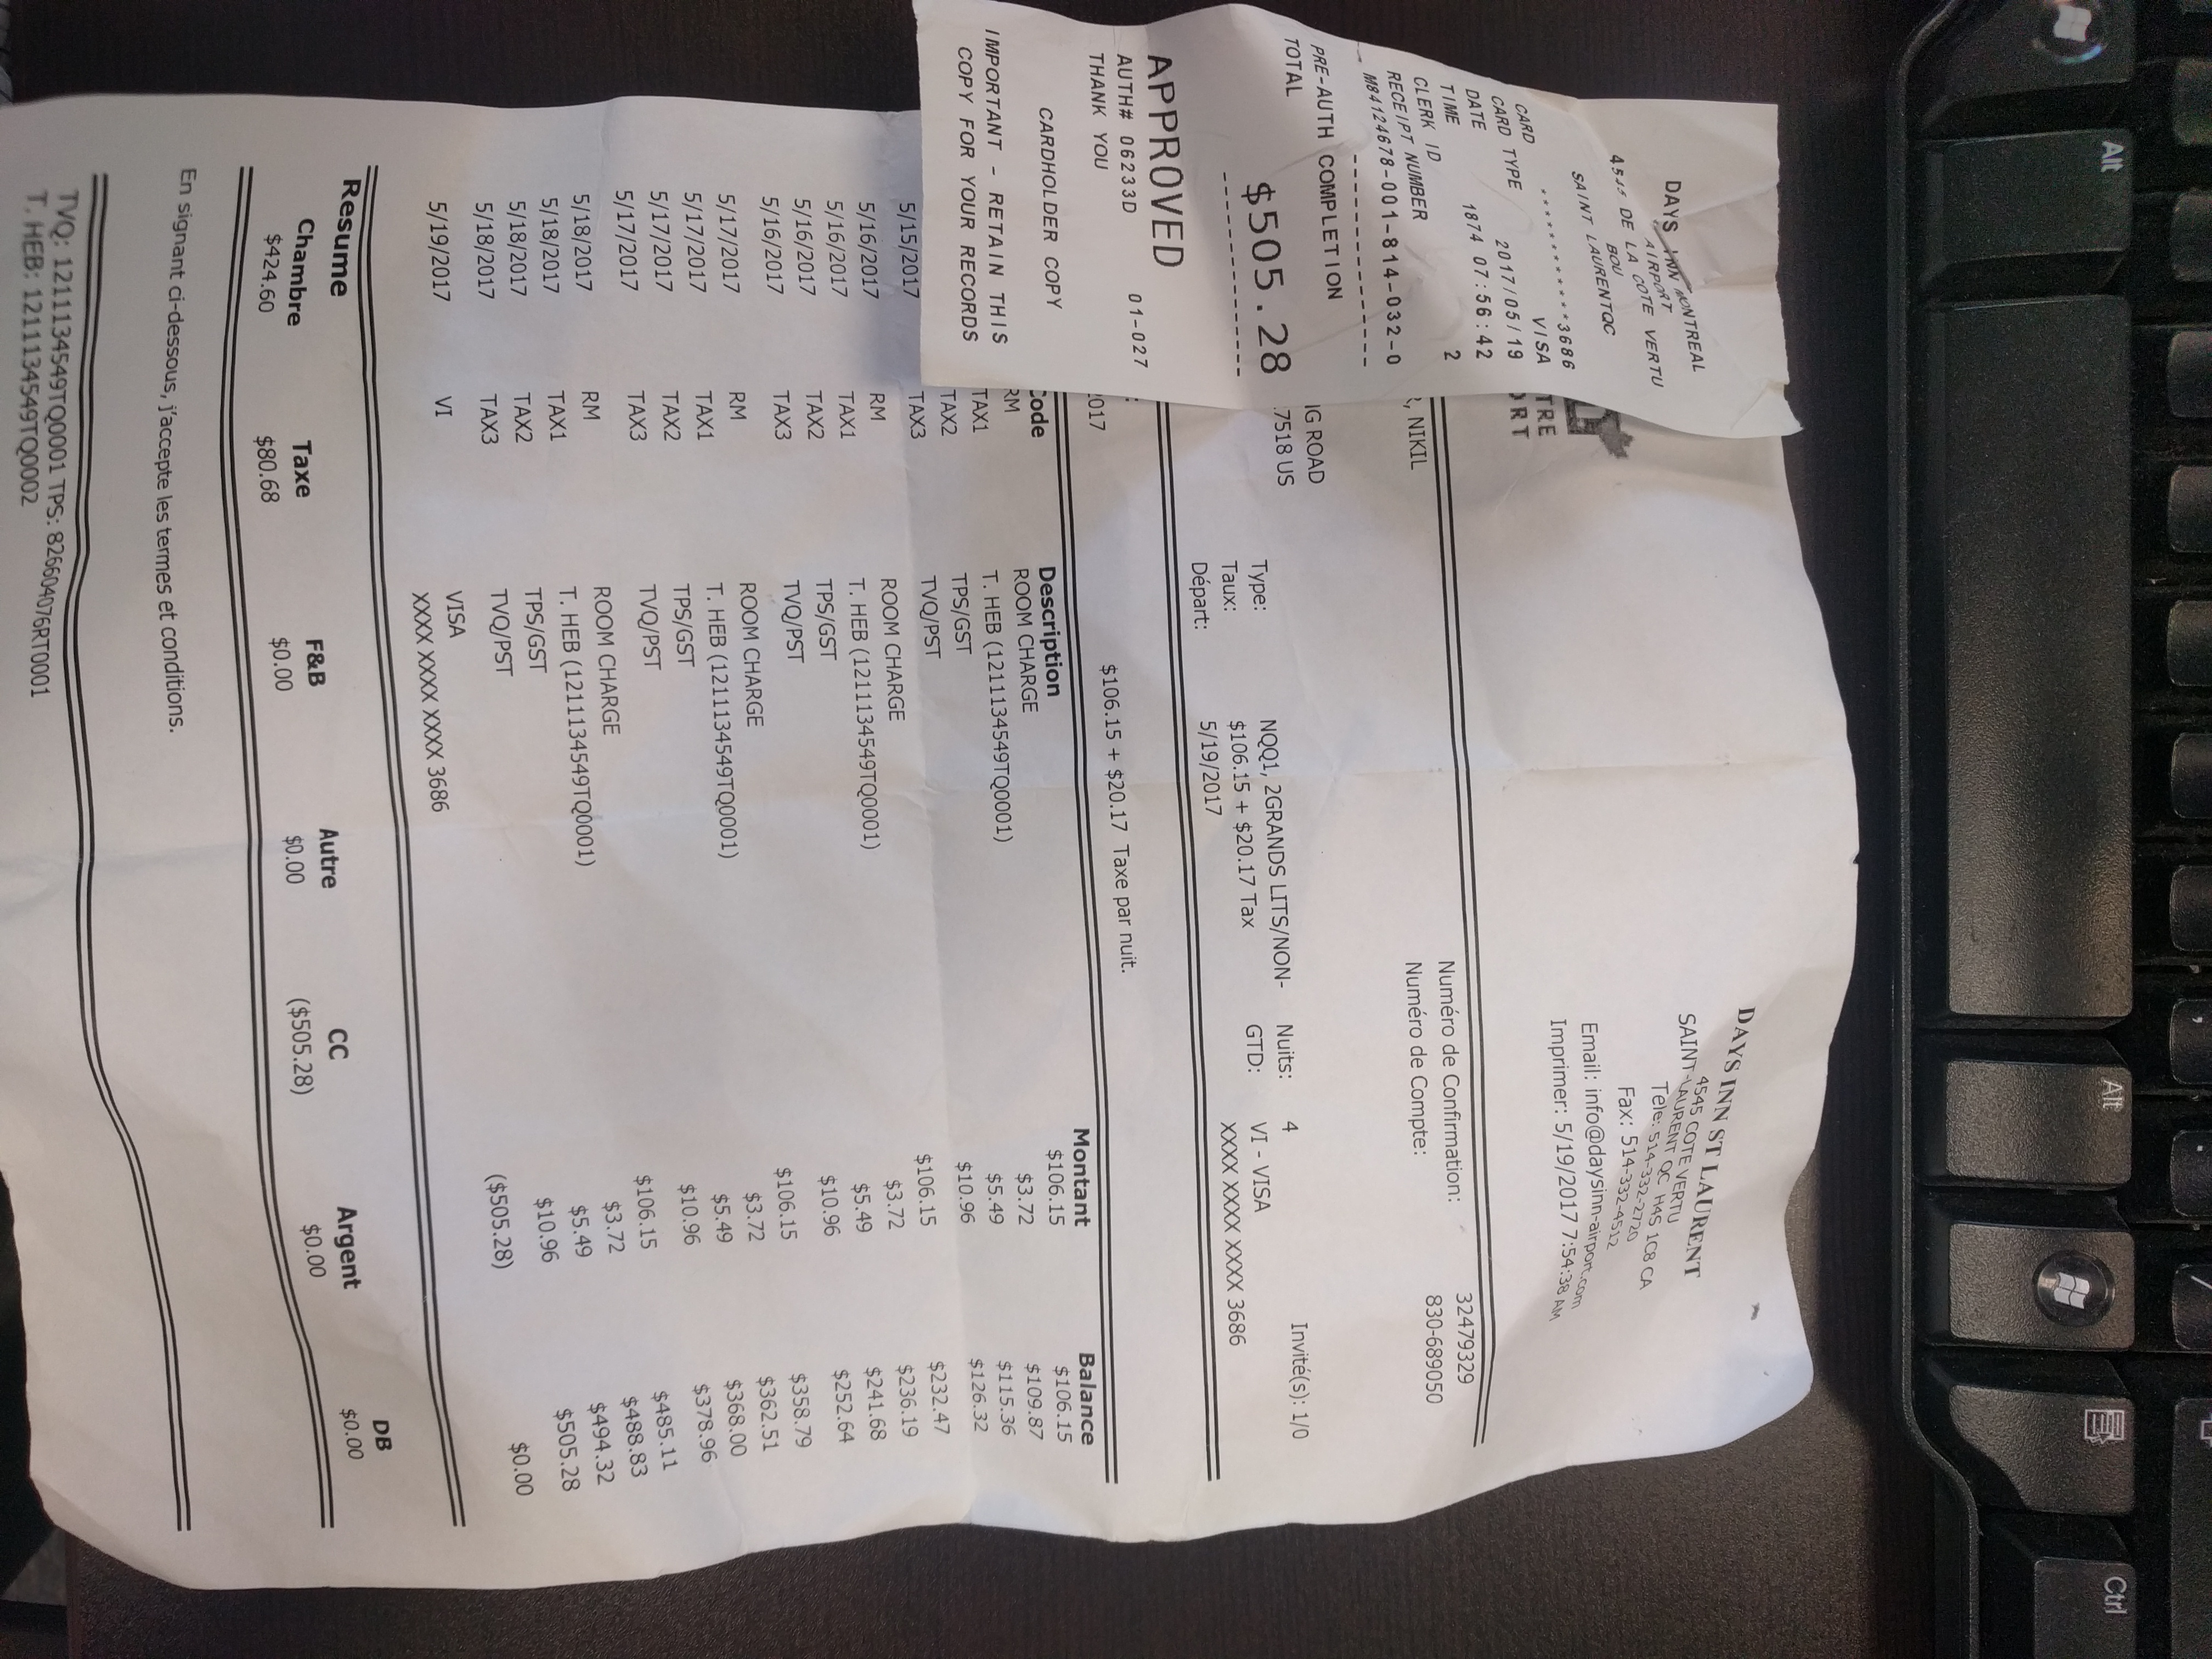 DAYS INN MONTREAL
AIRPORT
4545 DE LA COTE VERTU
BOU
SAINT LAURENTQC
CARD ************3686
CARD TYPE VISA
DATE 2017/05/19
TIME 1874 07:56:42
CLERK ID 2
RECEIPT NUMBER
M84124678-001-814-032-0
PRE-AUTH COMPLETION
TOTAL
$505.28
APPROVED
AUTH# 06233D 01-027
THANK YOU
CARDHOLDER COPY
IMPORTANT - RETAIN THIS
COPY FOR YOUR RECORDS
DAYS INN ST LAURENT
4545 COTE VERTU
SAINT-LAURENT QC H4S 1C8 CA
Tele: 514-332-2720
Fax: 514-332-4512
Email: info@daysinn-airport.com
Imprimer: 5/19/2017 7:54:38 AM
TRE
ORT
, NIKIL
Numéro de Confirmation: 32479329
Numéro de Compte: 830-689050
IG ROAD
7518 US
Type: NQQ1, 2GRANDS LITS/NON- Nuits: 4 Invité(s): 1/0
Taux: $106.15 + $20.17 Tax GTD: VI - VISA
Départ: 5/19/2017 XXXX XXXX XXXX 3686
:
2017 $106.15 + $20.17 Taxe par nuit.
Code Description Montant Balance
RM ROOM CHARGE $106.15 $106.15
TAX1 T. HEB (1211134549TQ0001) $3.72 $109.87
TAX2 TPS/GST $5.49 $115.36
5/15/2017 TAX3 TVQ/PST $10.96 $126.32
5/16/2017 RM ROOM CHARGE $106.15 $232.47
5/16/2017 TAX1 T. HEB (1211134549TQ0001) $3.72 $236.19
5/16/2017 TAX2 TPS/GST $5.49 $241.68
5/16/2017 TAX3 TVQ/PST $10.96 $252.64
5/17/2017 RM ROOM CHARGE $106.15 $358.79
5/17/2017 TAX1 T. HEB (1211134549TQ0001) $3.72 $362.51
5/17/2017 TAX2 TPS/GST $5.49 $368.00
5/17/2017 TAX3 TVQ/PST $10.96 $378.96
5/18/2017 RM ROOM CHARGE $106.15 $485.11
5/18/2017 TAX1 T. HEB (1211134549TQ0001) $3.72 $488.83
5/18/2017 TAX2 TPS/GST $5.49 $494.32
5/18/2017 TAX3 TVQ/PST $10.96 $505.28
5/19/2017 VI VISA ($505.28) $0.00
XXXX XXXX XXXX 3686
Resume
Chambre Taxe F&B Autre CC Argent DB
$424.60 $80.68 $0.00 $0.00 ($505.28) $0.00 $0.00
En signant ci-dessous, j'accepte les termes et conditions.
TVQ: 1211134549TQ0001 TPS: 826604076RT0001
T. HEB: 1211134549TQ0002
Alt
Alt
Ctrl